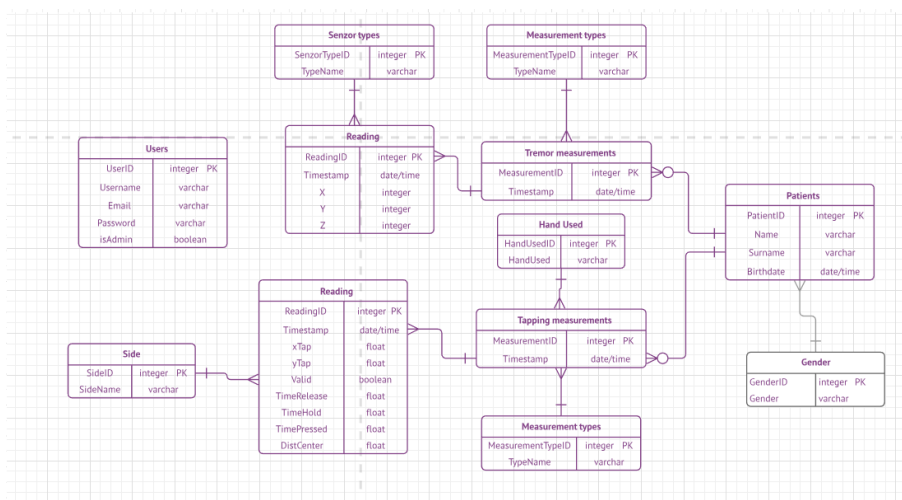 Senzor types
SenzorTypeID integer PK
TypeName varchar
Measurement types
MeasurementTypeID integer PK
TypeName varchar
Users
UserID integer PK
Username varchar
Email varchar
Password varchar
isAdmin boolean
Reading
ReadingID integer PK
Timestamp date/time
X integer
Y integer
Z integer
Tremor measurements
MeasurementID integer PK
Timestamp date/time
Patients
PatientID integer PK
Name varchar
Surname varchar
Birthdate date/time
Hand Used
HandUsedID integer PK
HandUsed varchar
Reading
ReadingID integer PK
Timestamp date/time
xTap float
yTap float
Valid boolean
TimeRelease float
TimeHold float
TimePressed float
DistCenter float
Tapping measurements
MeasurementID integer PK
Timestamp date/time
Side
SideID integer PK
SideName varchar
Gender
GenderID integer PK
Gender varchar
Measurement types
MeasurementTypeID integer PK
TypeName varchar